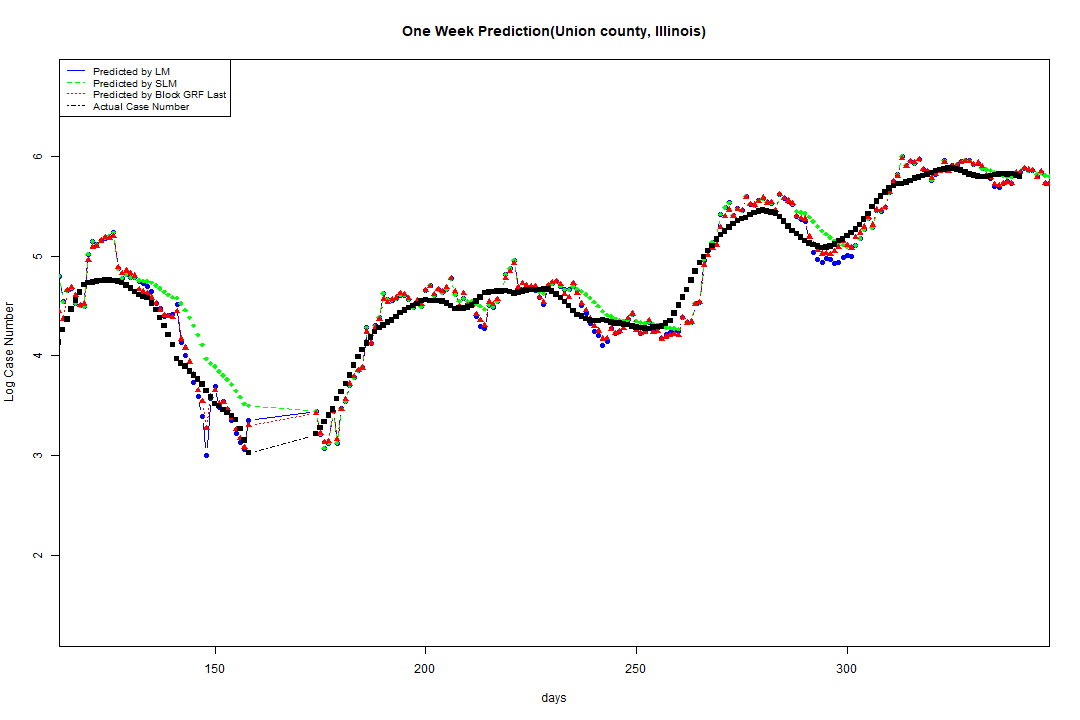 One Week Prediction(Union county, Illinois)
Predicted by LM
Predicted by SLM
Predicted by Block GRF Last
Actual Case Number
6
5
4
3
2
Log Case Number
150
200
250
300
days